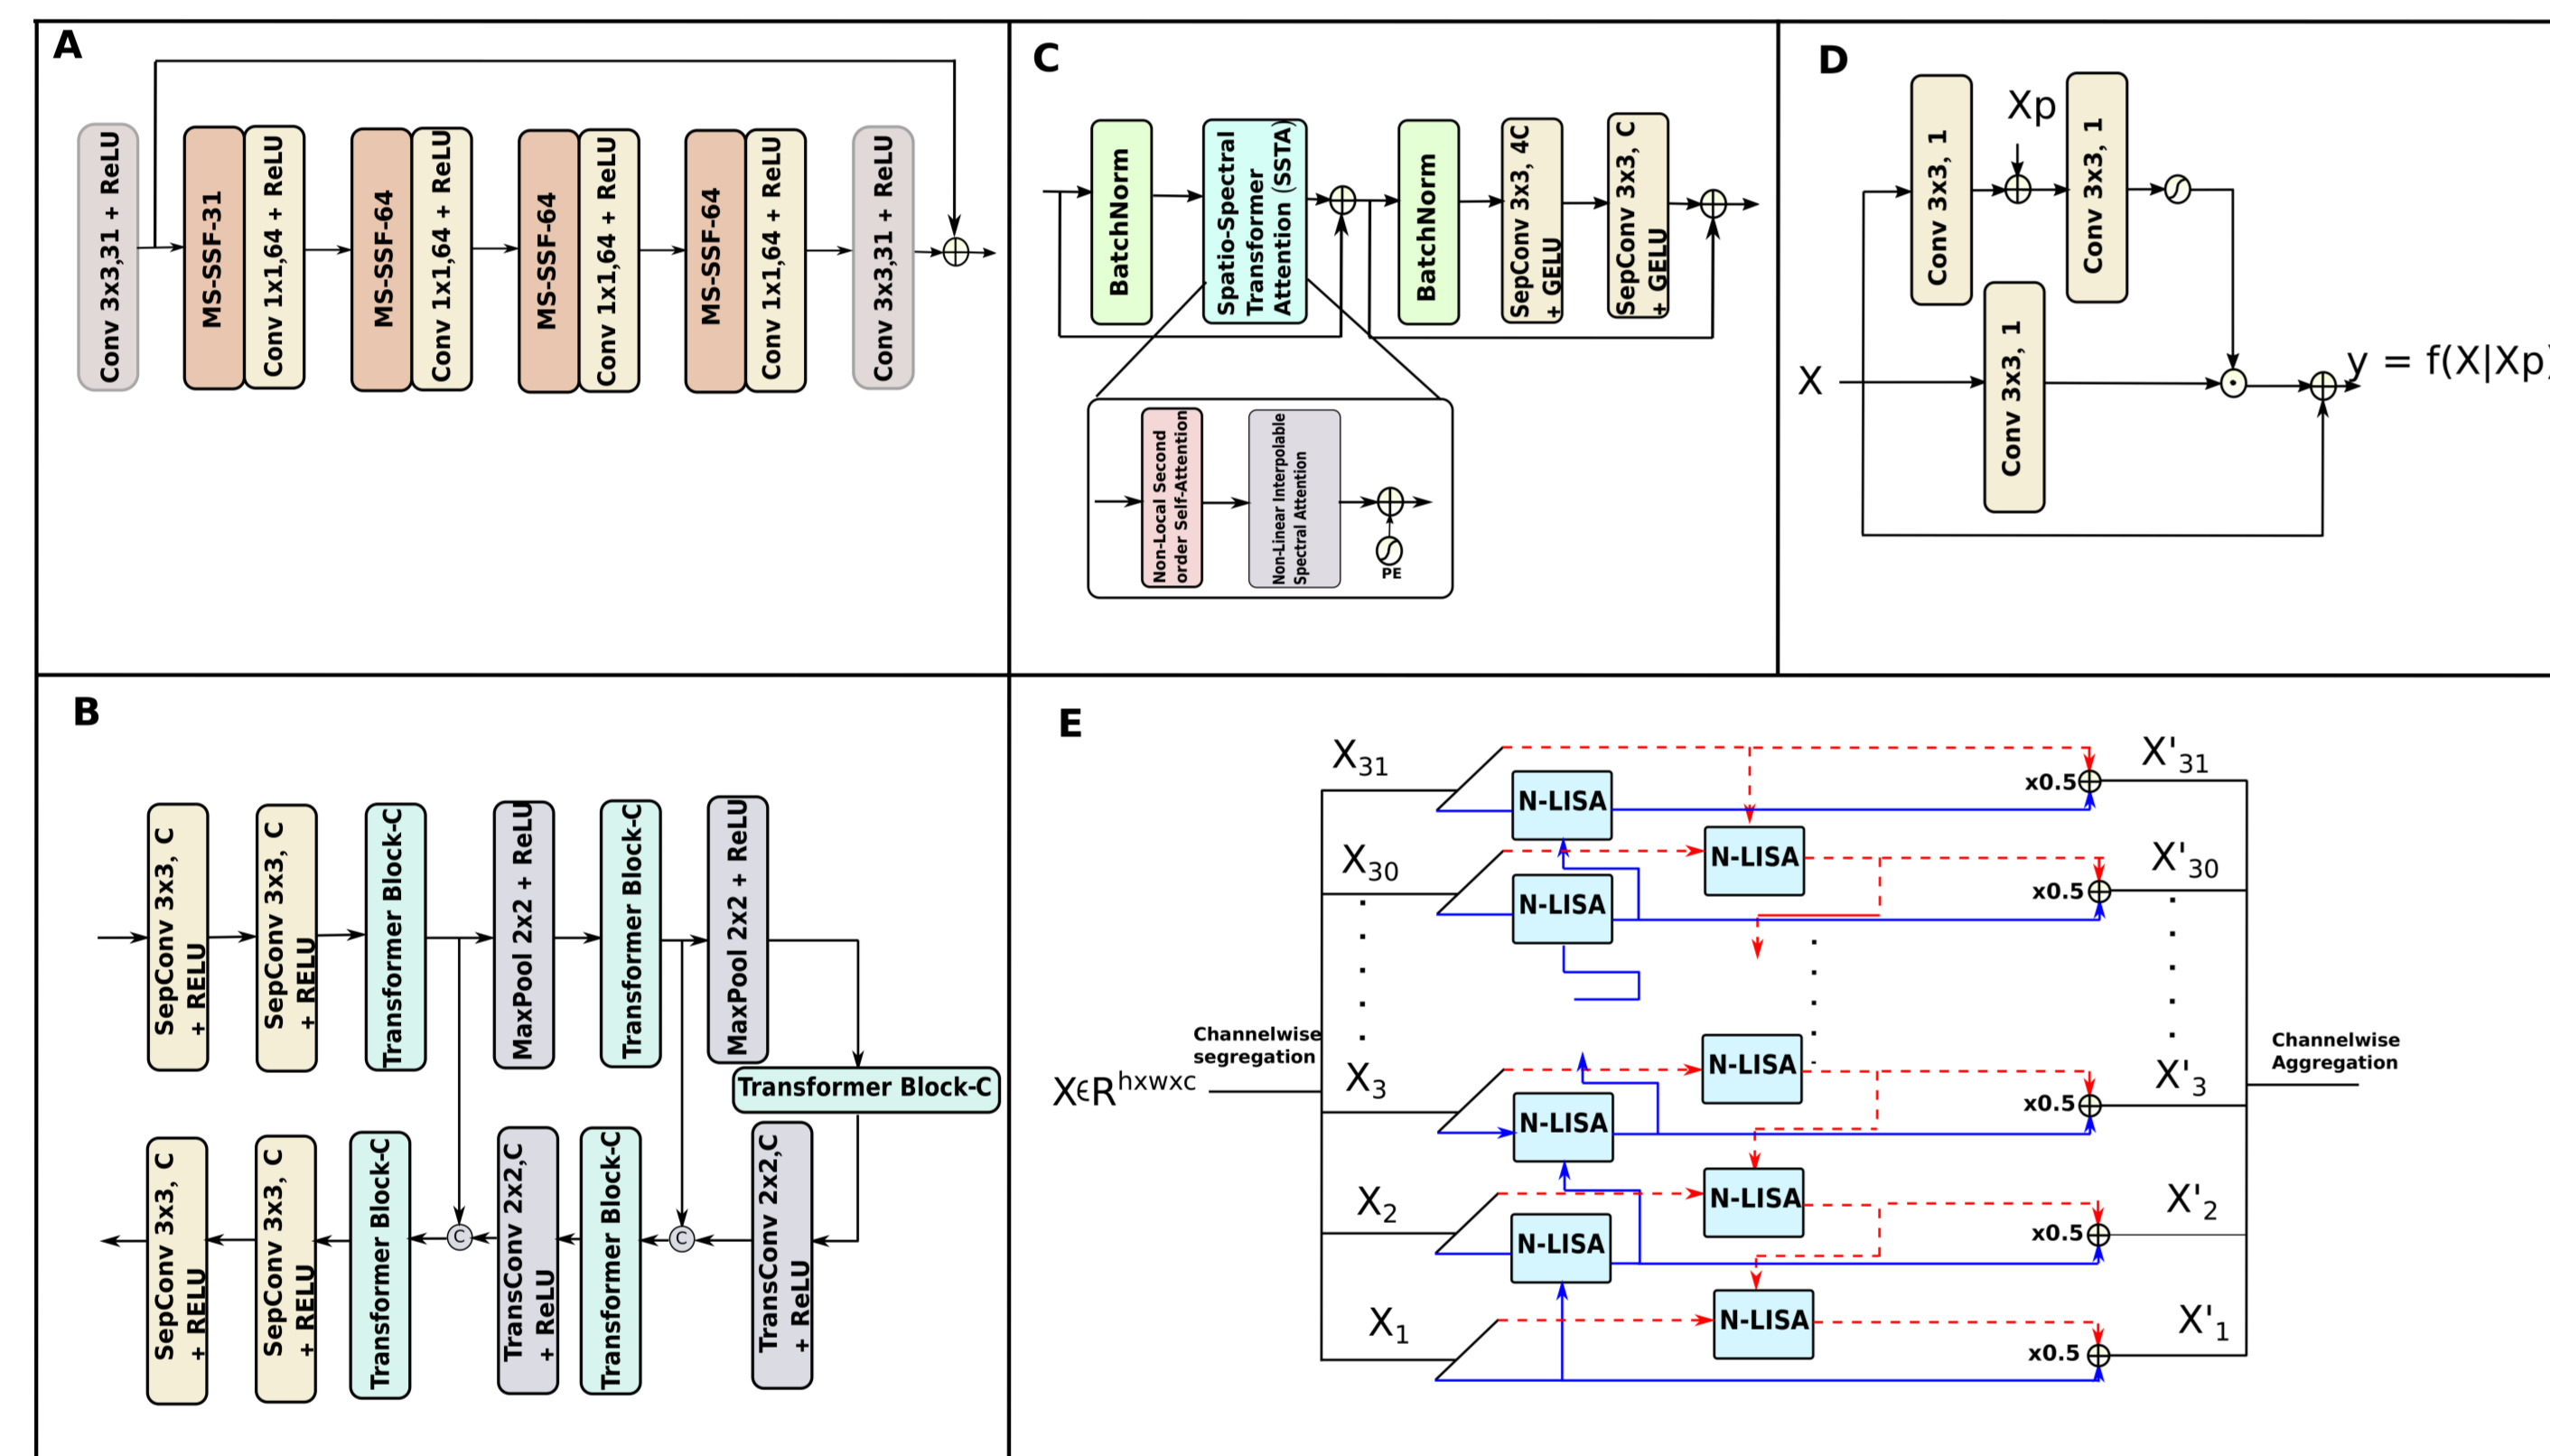 A
Conv 3x3,31 + ReLU
MS-SSF-31
Conv 1x1,64 + ReLU
MS-SSF-64
Conv 1x1,64 + ReLU
MS-SSF-64
Conv 1x1,64 + ReLU
MS-SSF-64
Conv 1x1,64 + ReLU
Conv 3x3,31 + ReLU
C
BatchNorm
Spatio-Spectral
Transformer
Attention (SSTA)
BatchNorm
SepConv 3x3, 4C
+ GELU
SepConv 3x3, C
+ GELU
Non-Local Second
order Self-Attention
Non-Linear Interpolable
Spectral Attention
PE
D
Conv 3x3, 1
Xp
Conv 3x3, 1
Conv 3x3, 1
X
y = f(X|Xp)
B
SepConv 3x3, C
+ RELU
SepConv 3x3, C
+ RELU
Transformer Block-C
MaxPool 2x2 + ReLU
Transformer Block-C
MaxPool 2x2 + ReLU
Transformer Block-C
SepConv 3x3, C
+ RELU
SepConv 3x3, C
+ RELU
Transformer Block-C
C
TransConv 2x2,C
+ ReLU
Transformer Block-C
C
TransConv 2x2,C
+ ReLU
E
X31
N-LISA
x0.5
X'31
X30
N-LISA
N-LISA
x0.5
X'30
Channelwise
segregation
XϵR^hxwxc
X3
N-LISA
N-LISA
x0.5
X'3
Channelwise
Aggregation
X2
N-LISA
N-LISA
x0.5
X'2
X1
N-LISA
x0.5
X'1